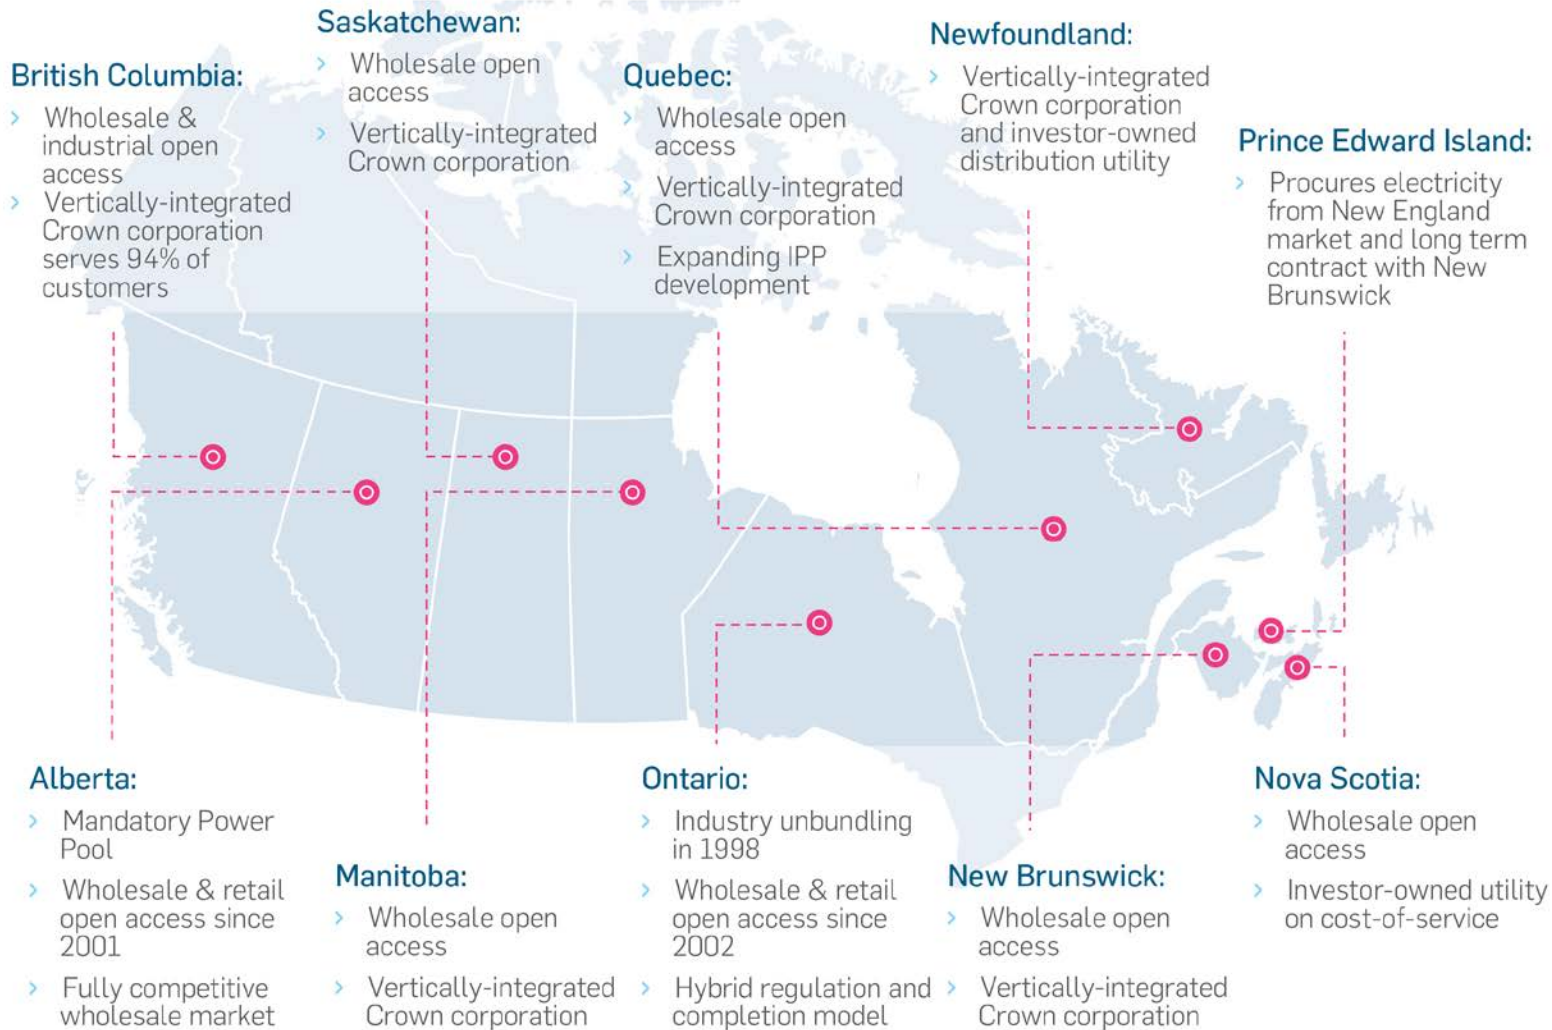 British Columbia:
› Wholesale &
industrial open
access
› Vertically-integrated
Crown corporation
serves 94% of
customers
Saskatchewan:
› Wholesale open
access
› Vertically-integrated
Crown corporation
Quebec:
› Wholesale open
access
› Vertically-integrated
Crown corporation
› Expanding IPP
development
Newfoundland:
› Vertically-integrated
Crown corporation
and investor-owned
distribution utility
Prince Edward Island:
› Procures electricity
from New England
market and long term
contract with New
Brunswick
Alberta:
› Mandatory Power
Pool
› Wholesale & retail
open access since
2001
› Fully competitive
wholesale market
Manitoba:
› Wholesale open
access
› Vertically-integrated
Crown corporation
Ontario:
› Industry unbundling
in 1998
› Wholesale & retail
open access since
2002
› Hybrid regulation and
completion model
New Brunswick:
› Wholesale open
access
› Vertically-integrated
Crown corporation
Nova Scotia:
› Wholesale open
access
› Investor-owned utility
on cost-of-service